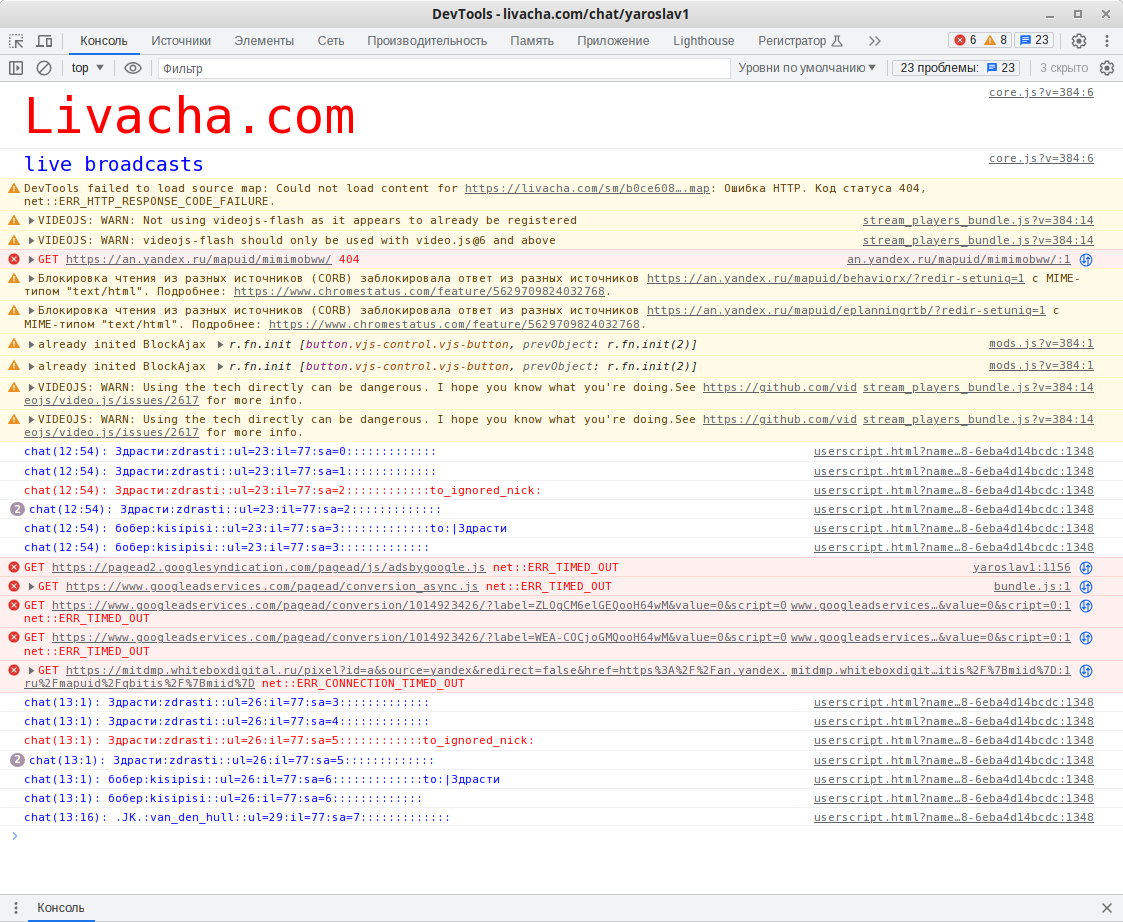 DevTools - livacha.com/chat/yaroslav1
Консоль Источники Элементы Сеть Производительность Память Приложение Lighthouse Регистратор 6 8 23
top Фильтр Уровни по умолчанию 23 проблемы: 23 3 скрыто
Livacha.com core.js?v=384:6
live broadcasts core.js?v=384:6
DevTools failed to load source map: Could not load content for https://livacha.com/sm/b0ce608….map: Ошибка HTTP. Код статуса 404,
net::ERR_HTTP_RESPONSE_CODE_FAILURE.
VIDEOJS: WARN: Not using videojs-flash as it appears to already be registered stream_players_bundle.js?v=384:14
VIDEOJS: WARN: videojs-flash should only be used with video.js@6 and above stream_players_bundle.js?v=384:14
GET https://an.yandex.ru/mapuid/mimimobww/ 404 an.yandex.ru/mapuid/mimimobww/:1
Блокировка чтения из разных источников (CORB) заблокировала ответ из разных источников https://an.yandex.ru/mapuid/behaviorx/?redir-setuniq=1 с MIME-
типом "text/html". Подробнее: https://www.chromestatus.com/feature/5629709824032768.
Блокировка чтения из разных источников (CORB) заблокировала ответ из разных источников https://an.yandex.ru/mapuid/eplanningrtb/?redir-setuniq=1 с
MIME-типом "text/html". Подробнее: https://www.chromestatus.com/feature/5629709824032768.
already inited BlockAjax r.fn.init [button.vjs-control.vjs-button, prevObject: r.fn.init(2)] mods.js?v=384:1
already inited BlockAjax r.fn.init [button.vjs-control.vjs-button, prevObject: r.fn.init(2)] mods.js?v=384:1
VIDEOJS: WARN: Using the tech directly can be dangerous. I hope you know what you're doing.See https://github.com/vid stream_players_bundle.js?v=384:14
eojs/video.js/issues/2617 for more info.
VIDEOJS: WARN: Using the tech directly can be dangerous. I hope you know what you're doing.See https://github.com/vid stream_players_bundle.js?v=384:14
eojs/video.js/issues/2617 for more info.
chat(12:54): Здрасти:zdrasti::ul=23:il=77:sa=0::::::::::::: userscript.html?name…8-6eba4d14bcdc:1348
chat(12:54): Здрасти:zdrasti::ul=23:il=77:sa=1::::::::::::: userscript.html?name…8-6eba4d14bcdc:1348
chat(12:54): Здрасти:zdrasti::ul=23:il=77:sa=2::::::::::::to_ignored_nick: userscript.html?name…8-6eba4d14bcdc:1348
2 chat(12:54): Здрасти:zdrasti::ul=23:il=77:sa=2::::::::::::: userscript.html?name…8-6eba4d14bcdc:1348
chat(12:54): бобер:kisipisi::ul=23:il=77:sa=3:::::::::::::to:|Здрасти userscript.html?name…8-6eba4d14bcdc:1348
chat(12:54): бобер:kisipisi::ul=23:il=77:sa=3::::::::::::: userscript.html?name…8-6eba4d14bcdc:1348
GET https://pagead2.googlesyndication.com/pagead/js/adsbygoogle.js net::ERR_TIMED_OUT yaroslav1:1156
GET https://www.googleadservices.com/pagead/conversion_async.js net::ERR_TIMED_OUT bundle.js:1
GET https://www.googleadservices.com/pagead/conversion/1014923426/?label=ZLOgCM6elGEQooH64wM&value=0&script=0 www.googleadservices…&value=0&script=0:1
net::ERR_TIMED_OUT
GET https://www.googleadservices.com/pagead/conversion/1014923426/?label=WEA-COCjoGMQooH64wM&value=0&script=0 www.googleadservices…&value=0&script=0:1
net::ERR_TIMED_OUT
GET https://mitdmp.whiteboxdigital.ru/pixel?id=a&source=yandex&redirect=false&href=https%3A%2F%2Fan.yandex. mitdmp.whiteboxdigit…itis%2F%7Bmiid%7D:1
ru%2Fmapuid%2Fqbitis%2F%7Bmiid%7D net::ERR_CONNECTION_TIMED_OUT
chat(13:1): Здрасти:zdrasti::ul=26:il=77:sa=3::::::::::::: userscript.html?name…8-6eba4d14bcdc:1348
chat(13:1): Здрасти:zdrasti::ul=26:il=77:sa=4::::::::::::: userscript.html?name…8-6eba4d14bcdc:1348
chat(13:1): Здрасти:zdrasti::ul=26:il=77:sa=5::::::::::::to_ignored_nick: userscript.html?name…8-6eba4d14bcdc:1348
2 chat(13:1): Здрасти:zdrasti::ul=26:il=77:sa=5::::::::::::: userscript.html?name…8-6eba4d14bcdc:1348
chat(13:1): бобер:kisipisi::ul=26:il=77:sa=6:::::::::::::to:|Здрасти userscript.html?name…8-6eba4d14bcdc:1348
chat(13:1): бобер:kisipisi::ul=26:il=77:sa=6::::::::::::: userscript.html?name…8-6eba4d14bcdc:1348
chat(13:16): .JK.:van_den_hull::ul=29:il=77:sa=7::::::::::::: userscript.html?name…8-6eba4d14bcdc:1348
Консоль